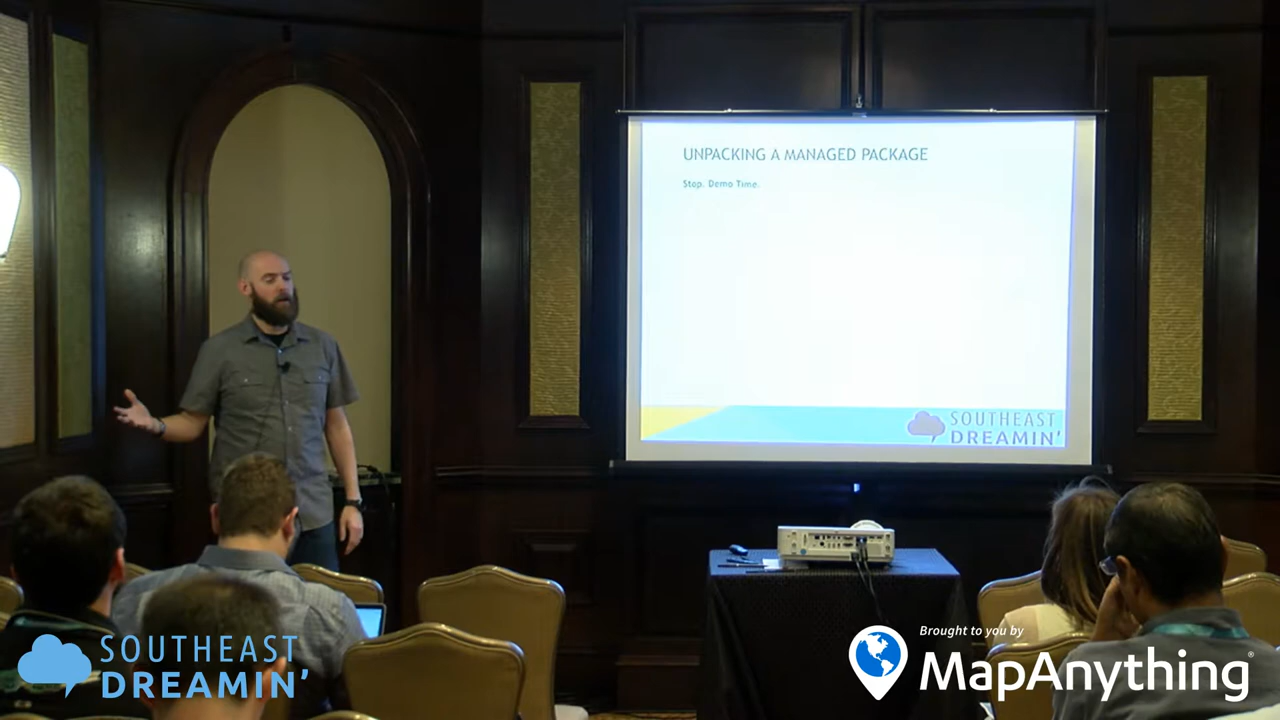 UNPACKING A MANAGED PACKAGE
Stop. Demo Time.
SOUTHEAST
DREAMIN'
SOUTHEAST
DREAMIN'
Brought to you by
MapAnything®